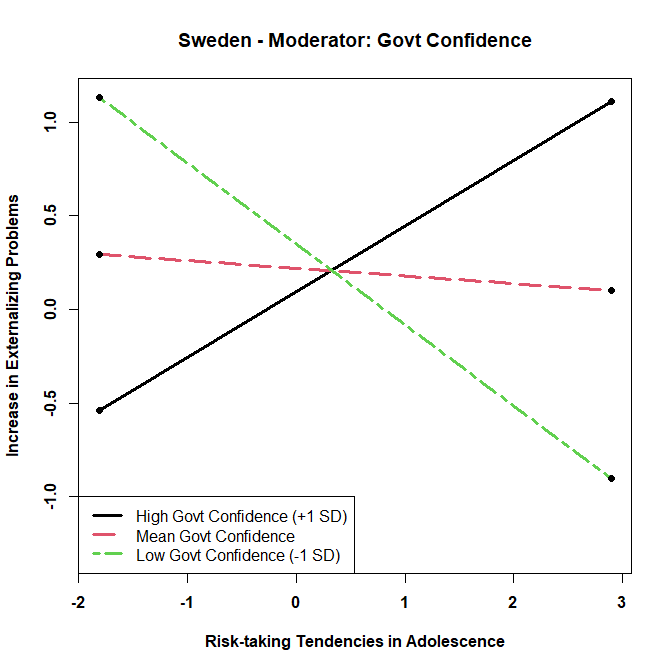 Sweden - Moderator: Govt Confidence
Increase in Externalizing Problems
1.0
0.5
0.0
-0.5
-1.0
High Govt Confidence (+1 SD)
Mean Govt Confidence
Low Govt Confidence (-1 SD)
-2 -1 0 1 2 3
Risk-taking Tendencies in Adolescence